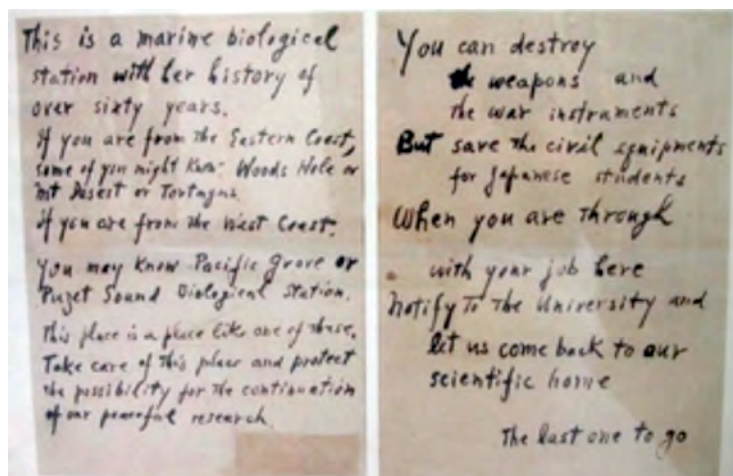 This is a marine biological
station with her history of
over sixty years.
If you are from the Eastern Coast,
some of you might know Woods Hole or
Mt Desert or Tortugas.
If you are from the West Coast,
You may know Pacific Grove or
Puget Sound Biological Station.
This place is a place like one of these.
Take care of this place and protect
the possibility for the continuation
of our peaceful research
You can destroy
the weapons and
the war instruments
But save the civil equipments
for Japanese students
When you are through
with your job here
Notify to the University and
let us come back to our
scientific home
The last one to go